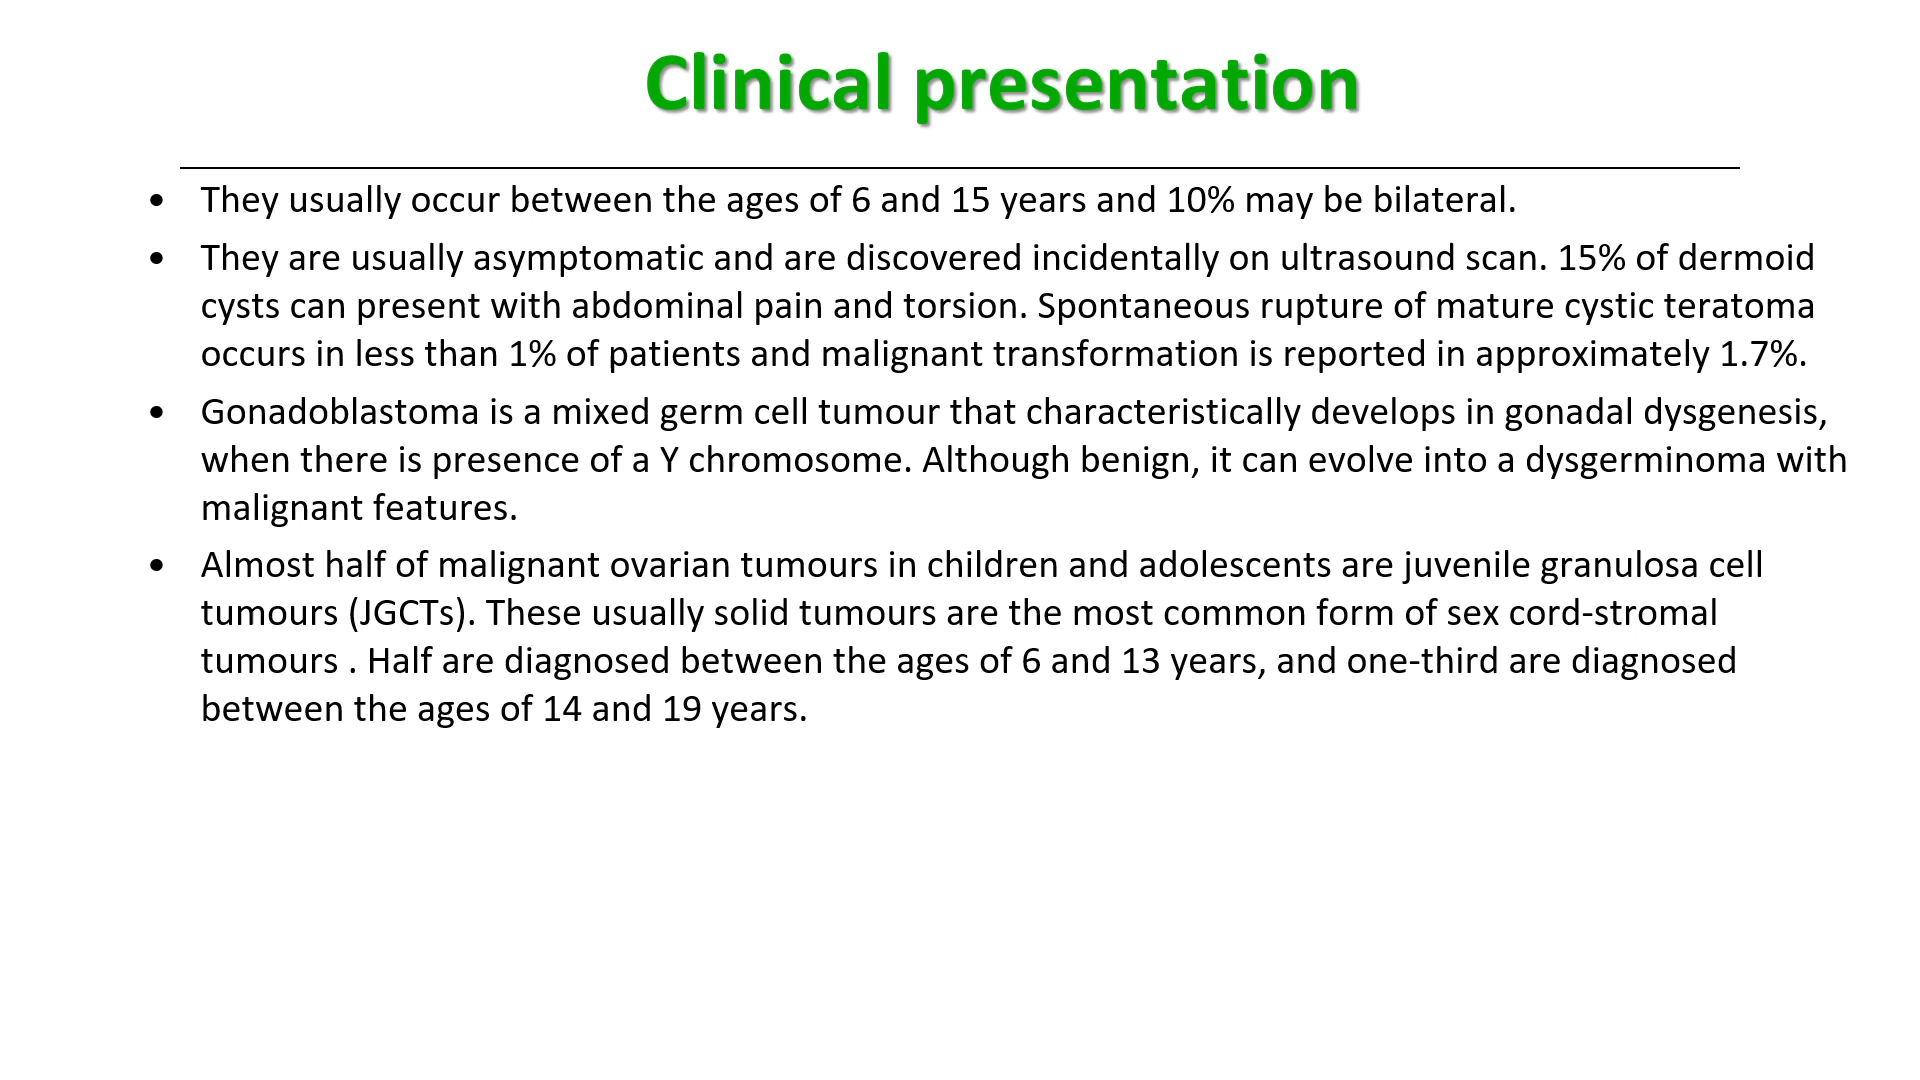 Clinical presentation
• They usually occur between the ages of 6 and 15 years and 10% may be bilateral.
• They are usually asymptomatic and are discovered incidentally on ultrasound scan. 15% of dermoid
cysts can present with abdominal pain and torsion. Spontaneous rupture of mature cystic teratoma
occurs in less than 1% of patients and malignant transformation is reported in approximately 1.7%.
• Gonadoblastoma is a mixed germ cell tumour that characteristically develops in gonadal dysgenesis,
when there is presence of a Y chromosome. Although benign, it can evolve into a dysgerminoma with
malignant features.
• Almost half of malignant ovarian tumours in children and adolescents are juvenile granulosa cell
tumours (JGCTs). These usually solid tumours are the most common form of sex cord-stromal
tumours . Half are diagnosed between the ages of 6 and 13 years, and one-third are diagnosed
between the ages of 14 and 19 years.